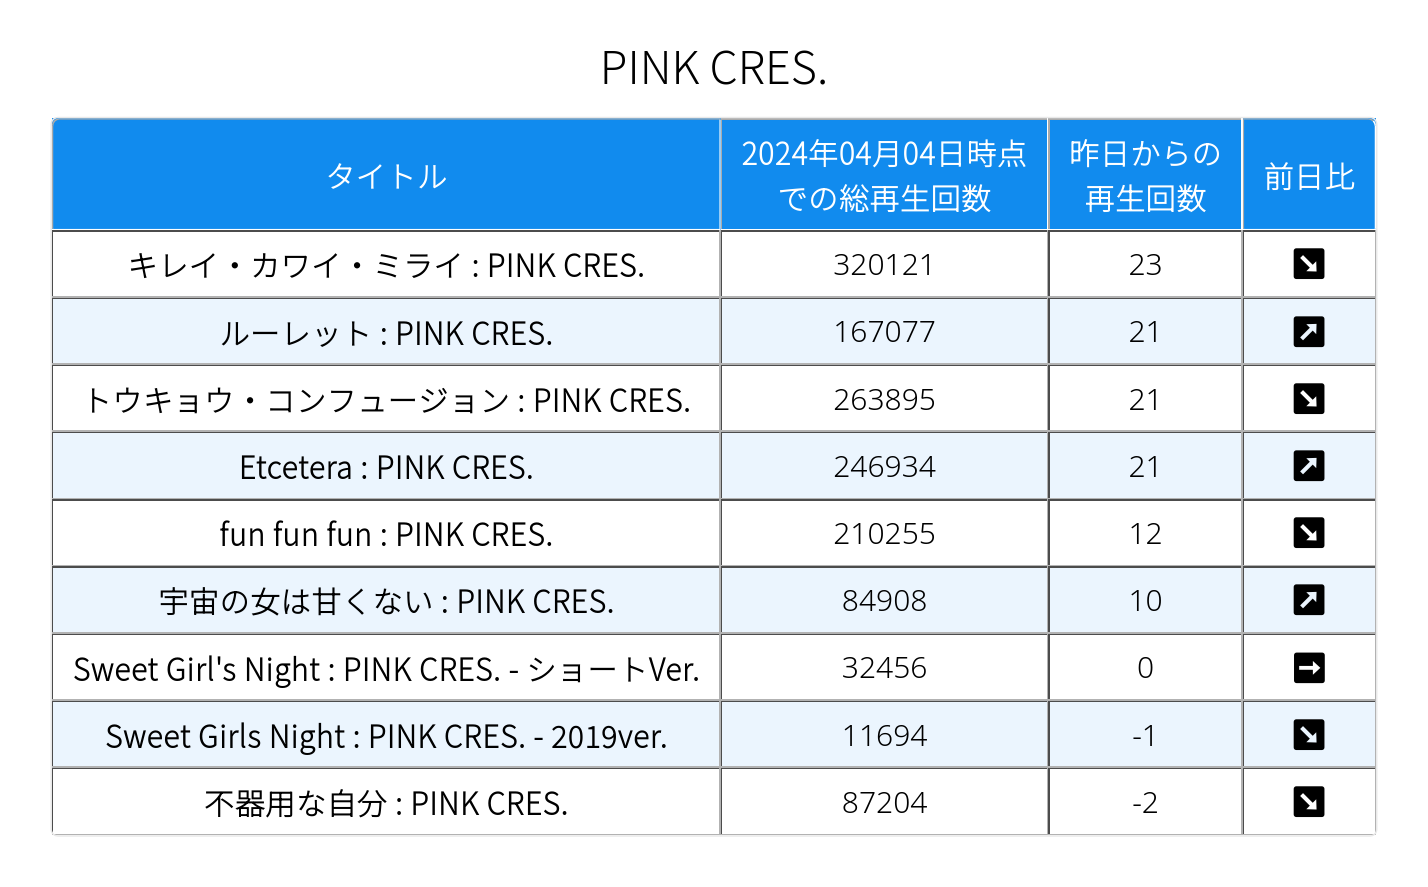 PINK CRES.
タイトル 2024年04月04日時点での総再生回数 昨日からの再生回数 前日比
キレイ・カワイ・ミライ : PINK CRES. 320121 23 ↘
ルーレット : PINK CRES. 167077 21 ↗
トウキョウ・コンフュージョン : PINK CRES. 263895 21 ↘
Etcetera : PINK CRES. 246934 21 ↗
fun fun fun : PINK CRES. 210255 12 ↘
宇宙の女は甘くない : PINK CRES. 84908 10 ↗
Sweet Girl's Night : PINK CRES. - ショートVer. 32456 0 →
Sweet Girls Night : PINK CRES. - 2019ver. 11694 -1 ↘
不器用な自分 : PINK CRES. 87204 -2 ↘